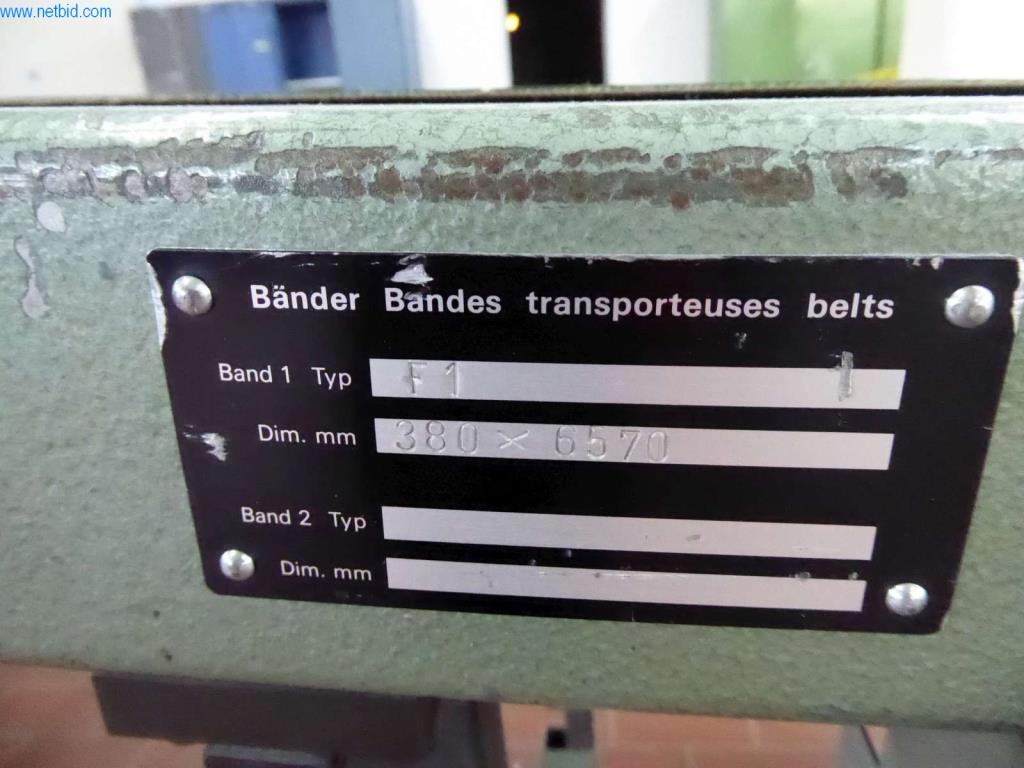 www.netbid.com
Bänder Bandes transporteuses belts
Band 1 Typ F1
Dim. mm 380 × 6570
Band 2 Typ
Dim. mm